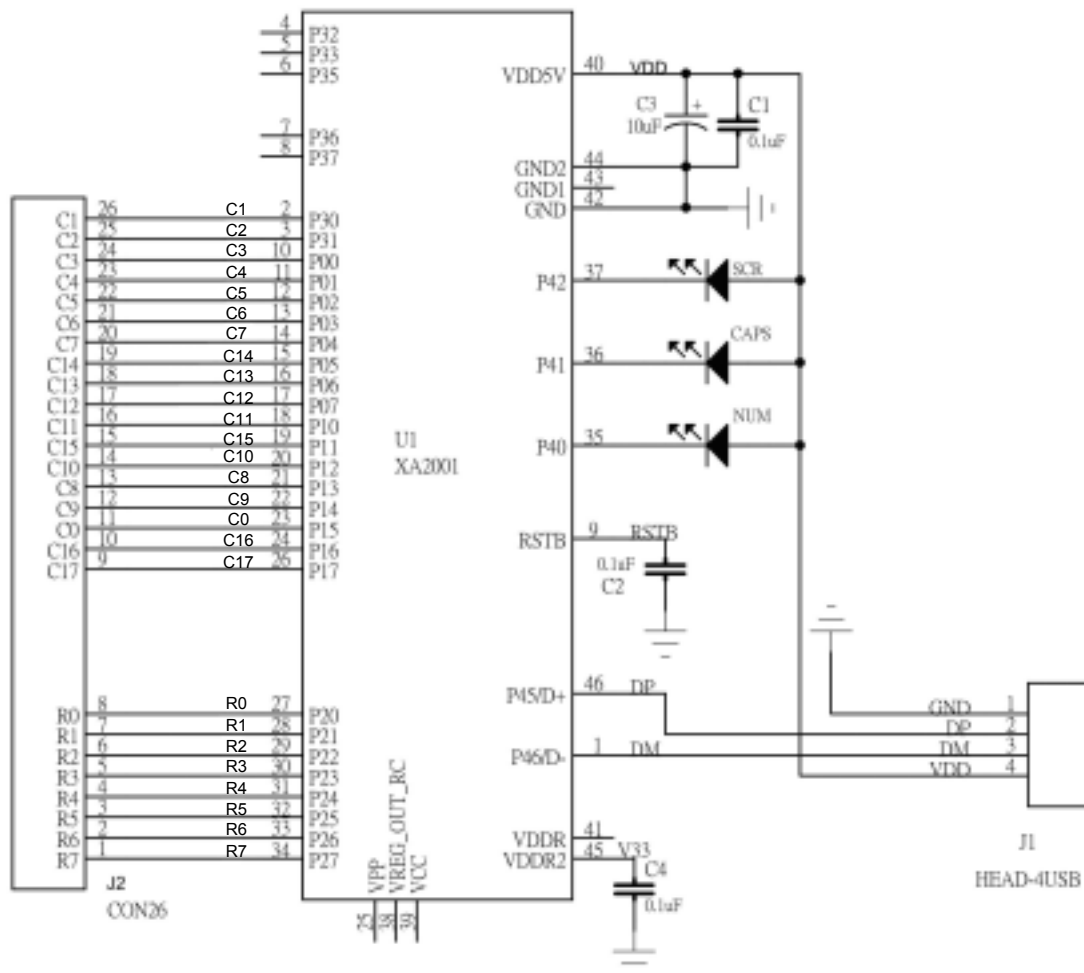 4 P32
5 P33
6 P35
7 P36
8 P37
C1 26 C1 2 P30
C2 25 C2 3 P31
C3 24 C3 10 P00
C4 23 C4 11 P01
C5 22 C5 12 P02
C6 21 C6 13 P03
C7 20 C7 14 P04
C14 19 C14 15 P05
C13 18 C13 16 P06
C12 17 C12 17 P07
C11 16 C11 18 P10
C15 15 C15 19 P11
C10 14 C10 20 P12
C8 13 C8 21 P13
C9 12 C9 22 P14
C0 11 C0 23 P15
C16 10 C16 24 P16
C17 9 C17 26 P17
R0 8 R0 27 P20
R1 7 R1 28 P21
R2 6 R2 29 P22
R3 5 R3 30 P23
R4 4 R4 31 P24
R5 3 R5 32 P25
R6 2 R6 33 P26
R7 1 R7 34 P27
J2
CON26
U1
XA2001
VPP 25
VREG_OUT_RC 38
VCC 39
VDD5V 40 VDD
C3 +
10uF
C1
0.1uF
GND2 44
GND1 43
GND 42
P42 37 SCR
P41 36 CAPS
P40 35 NUM
RSTB 9 RSTB
0.1uF
C2
P45/D+ 46 DP
P46/D- 1 DM
GND 1
DP 2
DM 3
VDD 4
J1
HEAD-4USB
VDDR 41
VDDR2 45 V33
C4
0.1uF